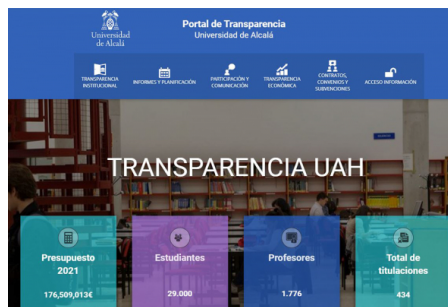 Universidad
de Alcalá
Portal de Transparencia
Universidad de Alcalá
TRANSPARENCIA
INSTITUCIONAL
INFORMES Y PLANIFICACIÓN
PARTICIPACIÓN Y
COMUNICACIÓN
TRANSPARENCIA
ECONÓMICA
CONTRATOS,
CONVENIOS Y
SUBVENCIONES
ACCESO INFORMACIÓN
TRANSPARENCIA UAH
Presupuesto
2021
176,509,013€
Estudiantes
29.000
Profesores
1.776
Total de
titulaciones
434